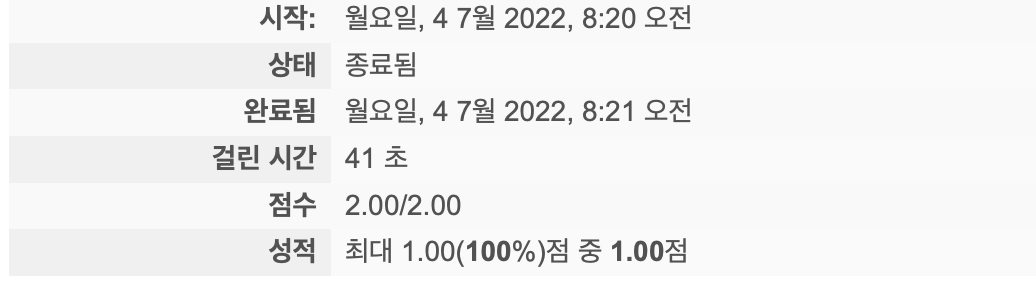 시작: 월요일, 4 7월 2022, 8:20 오전
상태 종료됨
완료됨 월요일, 4 7월 2022, 8:21 오전
걸린 시간 41 초
점수 2.00/2.00
성적 최대 1.00(100%)점 중 1.00점